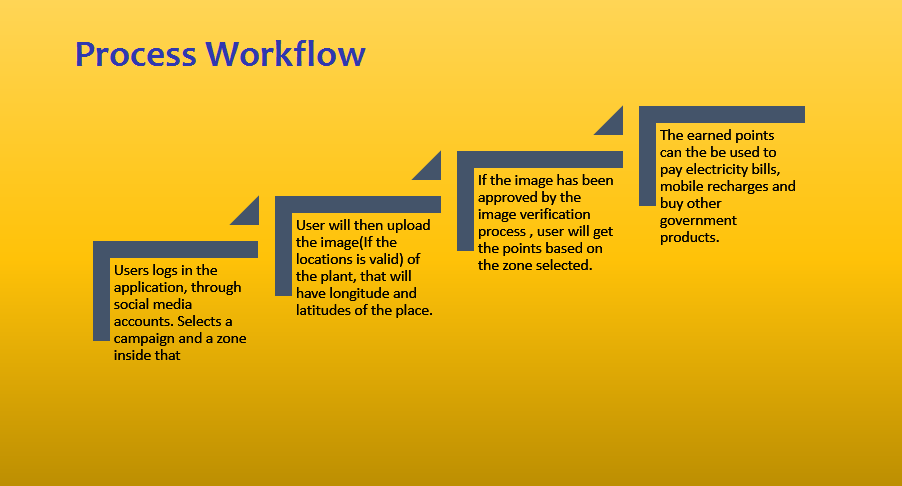 Process Workflow
Users logs in the
application, through
social media
accounts. Selects a
campaign and a zone
inside that
User will then upload
the image(If the
locations is valid) of
the plant, that will
have longitude and
latitudes of the place.
If the image has been
approved by the
image verification
process , user will get
the points based on
the zone selected.
The earned points
can the be used to
pay electricity bills,
mobile recharges and
buy other
government
products.